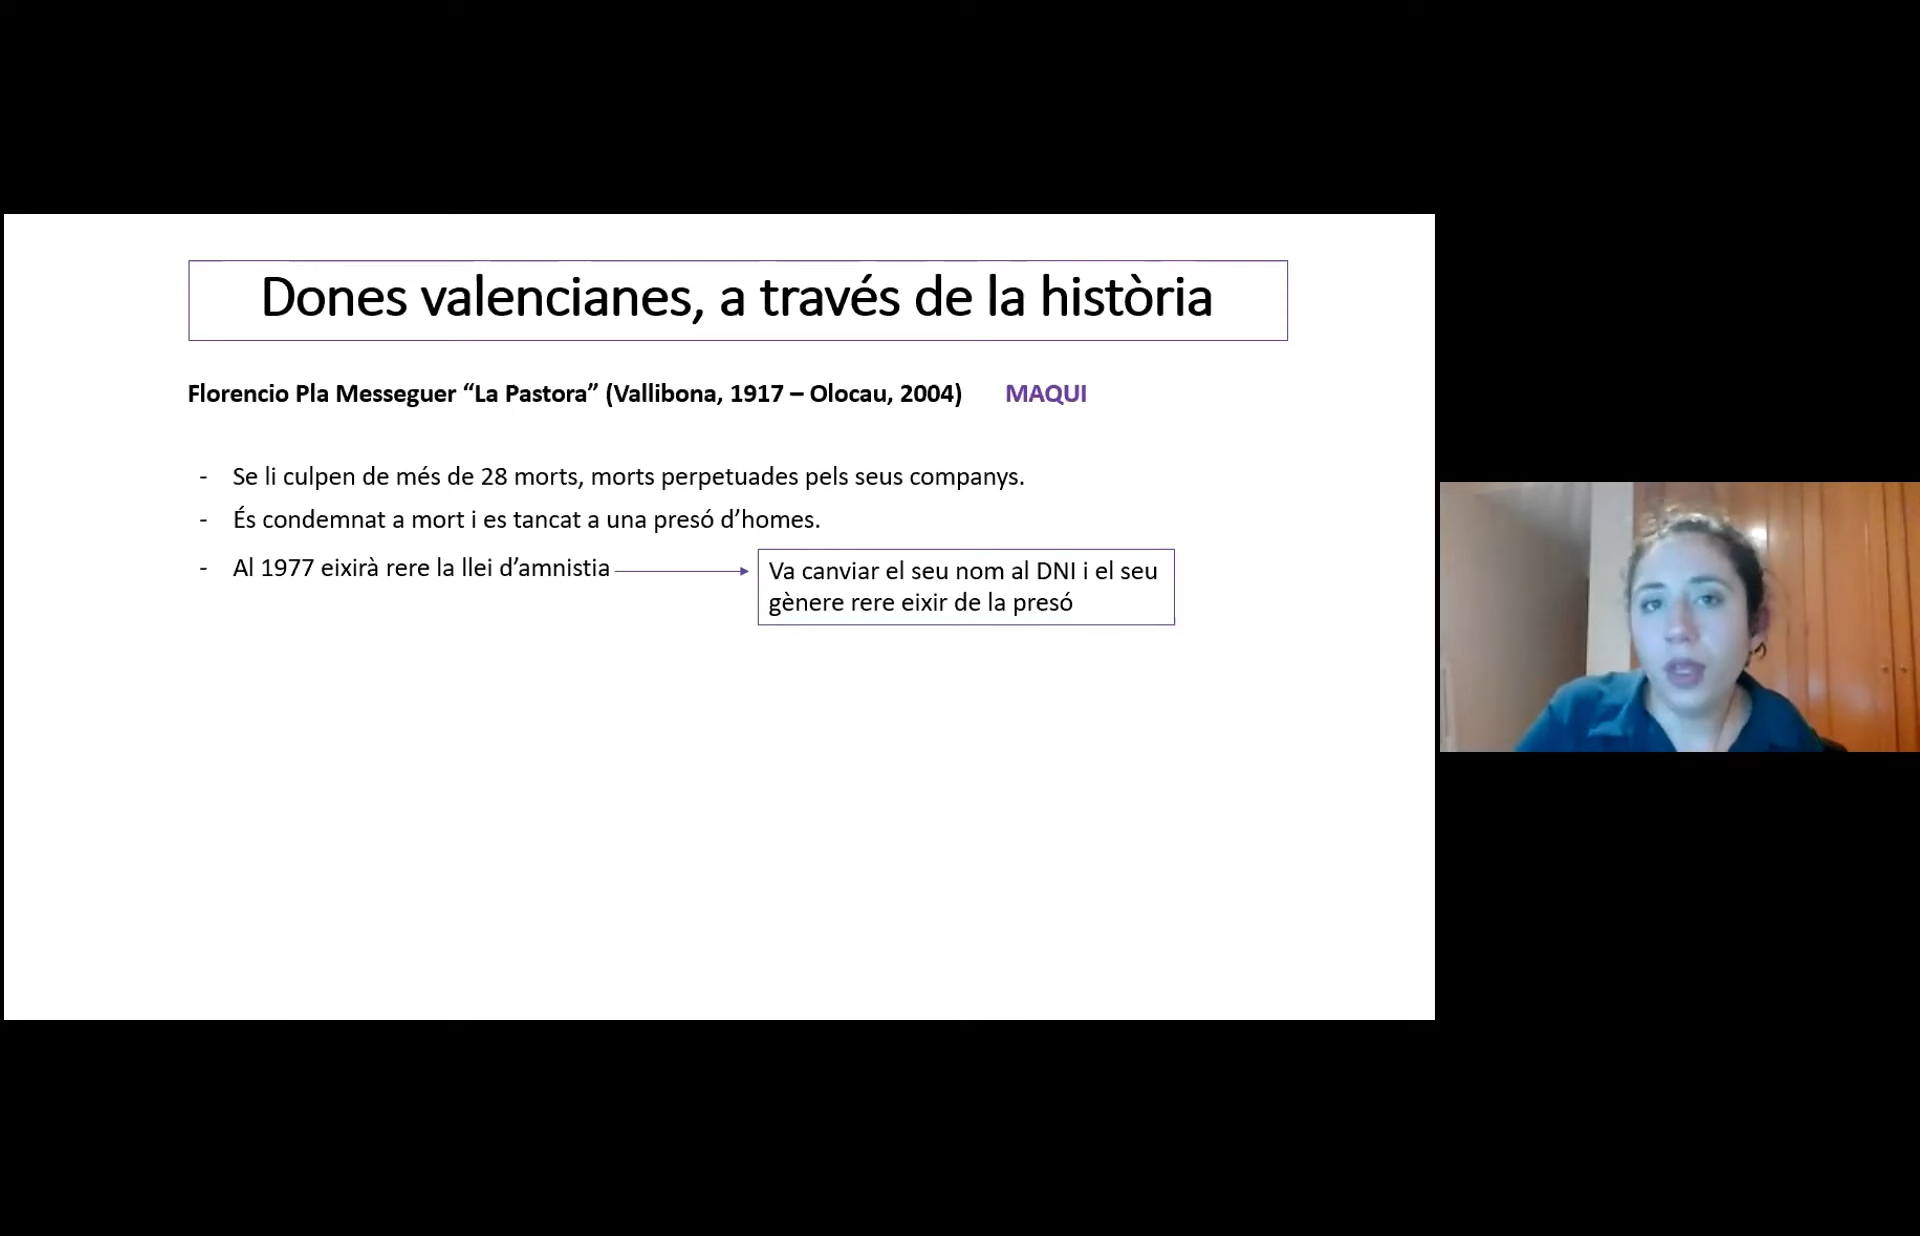 Dones valencianes, a través de la història
Florencio Pla Messeguer “La Pastora” (Vallibona, 1917 – Olocau, 2004) MAQUI
- Se li culpen de més de 28 morts, morts perpetuades pels seus companys.
- És condemnat a mort i es tancat a una presó d’homes.
- Al 1977 eixirà rere la llei d’amnistia
Va canviar el seu nom al DNI i el seu
gènere rere eixir de la presó